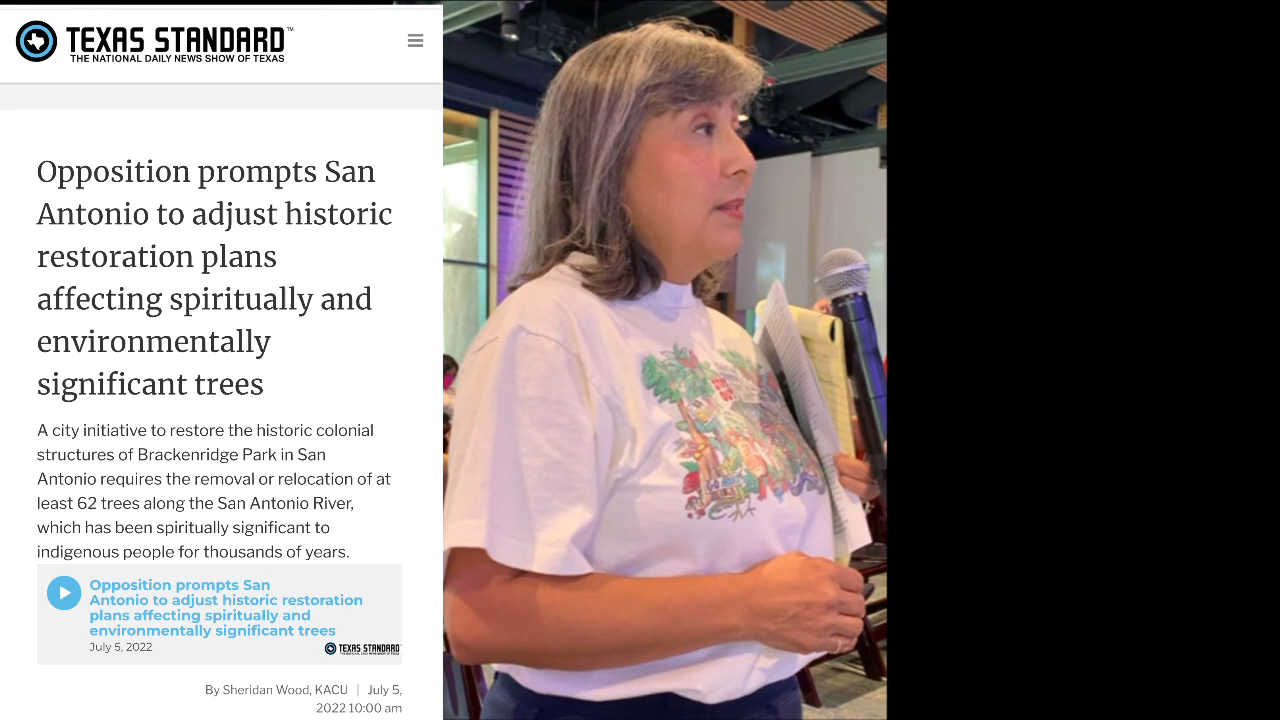 TEXAS STANDARD™
THE NATIONAL DAILY NEWS SHOW OF TEXAS
Opposition prompts San
Antonio to adjust historic
restoration plans
affecting spiritually and
environmentally
significant trees
A city initiative to restore the historic colonial
structures of Brackenridge Park in San
Antonio requires the removal or relocation of at
least 62 trees along the San Antonio River,
which has been spiritually significant to
indigenous people for thousands of years.
Opposition prompts San
Antonio to adjust historic restoration
plans affecting spiritually and
environmentally significant trees
July 5, 2022
TEXAS STANDARD
By Sheridan Wood, KACU | July 5,
2022 10:00 am